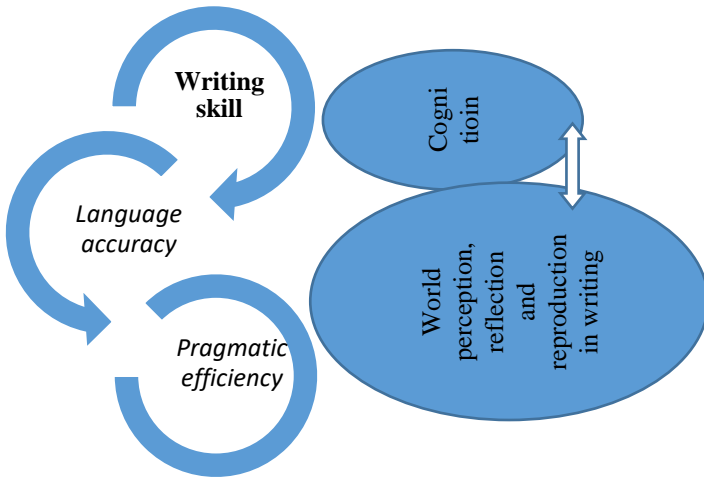 Writing
skill
Language
accuracy
Pragmatic
efficiency
Cogni
tioin
World
perception,
reflection
and
reproduction
in writing